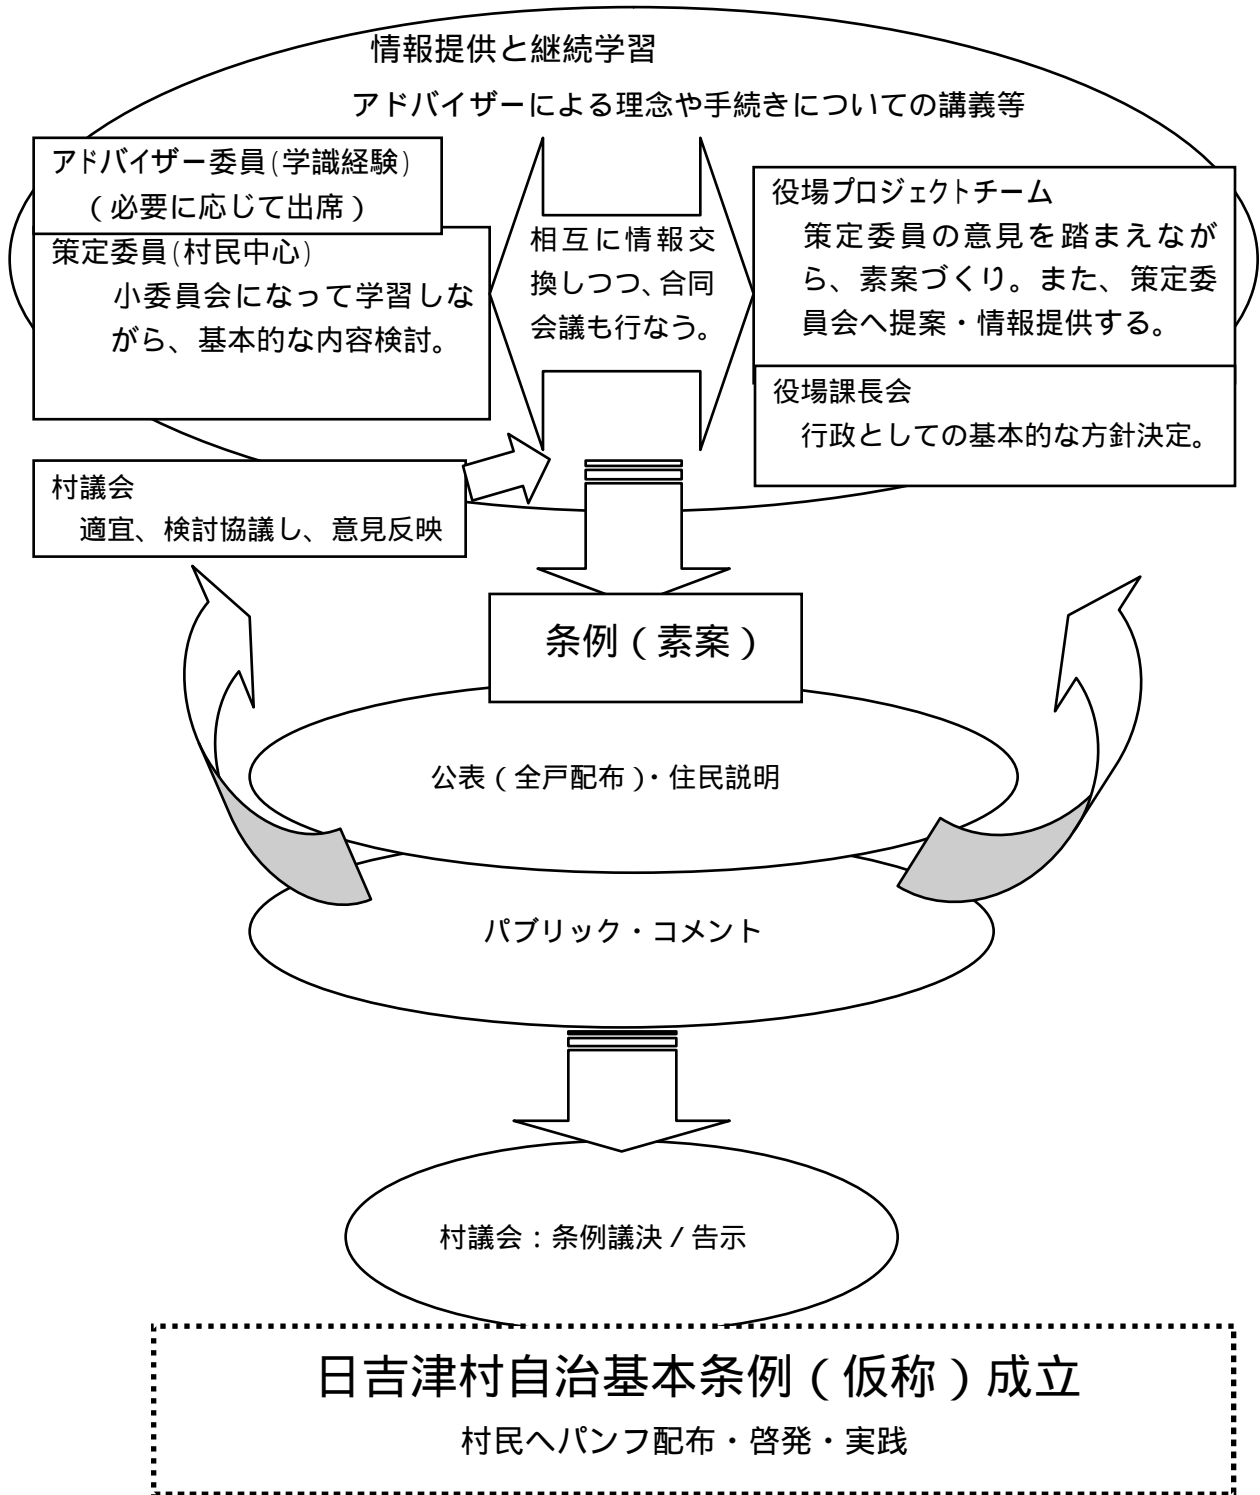 情報提供と継続学習
アドバイザーによる理念や手続きについての講義等
アドバイザー委員(学識経験)
(必要に応じて出席)
策定委員(村民中心)
小委員会になって学習しな
がら、基本的な内容検討。
相互に情報交
換しつつ、合同
会議も行なう。
役場プロジェクトチーム
策定委員の意見を踏まえなが
ら、素案づくり。また、策定委
員会へ提案・情報提供する。
役場課長会
行政としての基本的な方針決定。
村議会
適宜、検討協議し、意見反映
条例(素案)
公表(全戸配布)・住民説明
パブリック・コメント
村議会:条例議決/告示
日吉津村自治基本条例(仮称)成立
村民へパンフ配布・啓発・実践